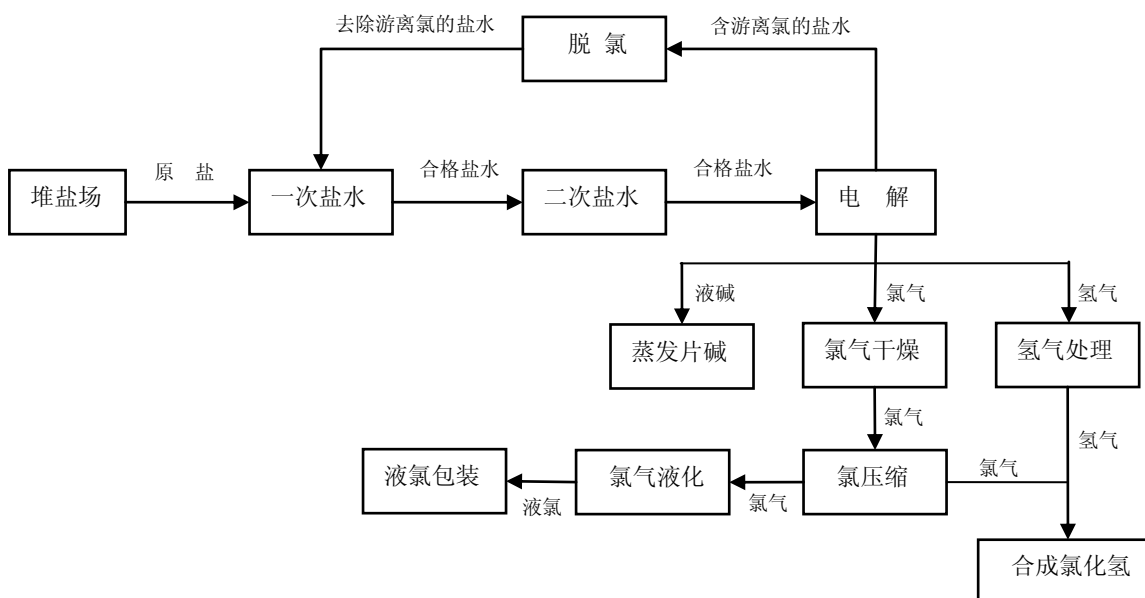 去除游离氯的盐水
脱 氯
含游离氯的盐水
堆盐场
原 盐
一次盐水
合格盐水
二次盐水
合格盐水
电 解
液碱
氯气
氢气
蒸发片碱
氯气干燥
氢气处理
氯气
氢气
液氯包装
液氯
氯气液化
氯气
氯压缩
氯气
合成氯化氢